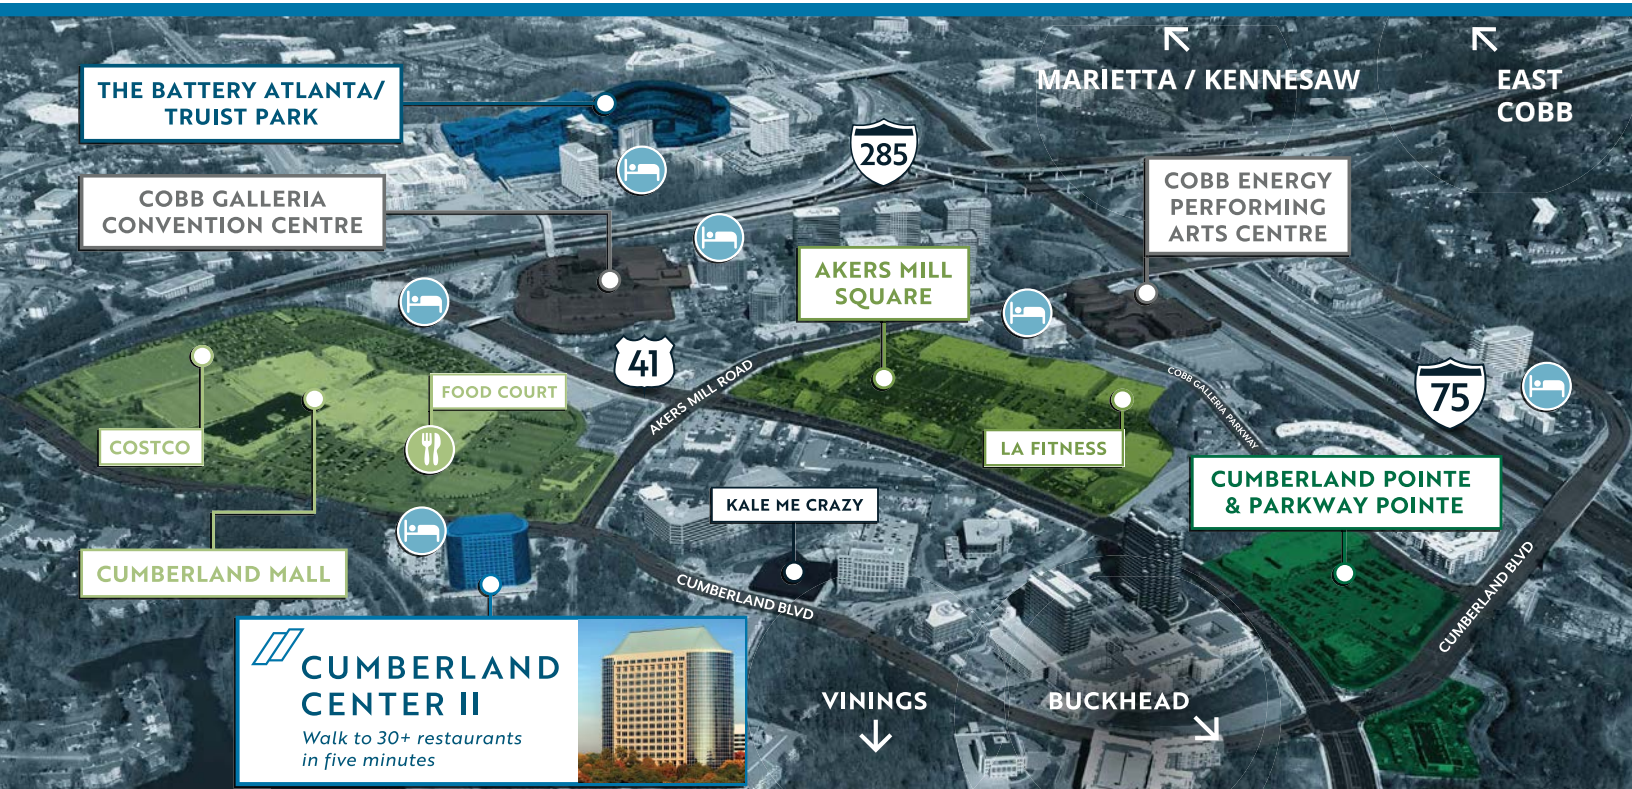 MARIETTA / KENNESAW
EAST
COBB
THE BATTERY ATLANTA/
TRUIST PARK
285
COBB GALLERIA
CONVENTION CENTRE
COBB ENERGY
PERFORMING
ARTS CENTRE
AKERS MILL
SQUARE
41
AKERS MILL ROAD
COBB GALLERIA PARKWAY
75
FOOD COURT
COSTCO
LA FITNESS
CUMBERLAND POINTE
& PARKWAY POINTE
KALE ME CRAZY
CUMBERLAND MALL
CUMBERLAND BLVD
CUMBERLAND BLVD
CUMBERLAND
CENTER II
Walk to 30+ restaurants
in five minutes
VININGS
BUCKHEAD